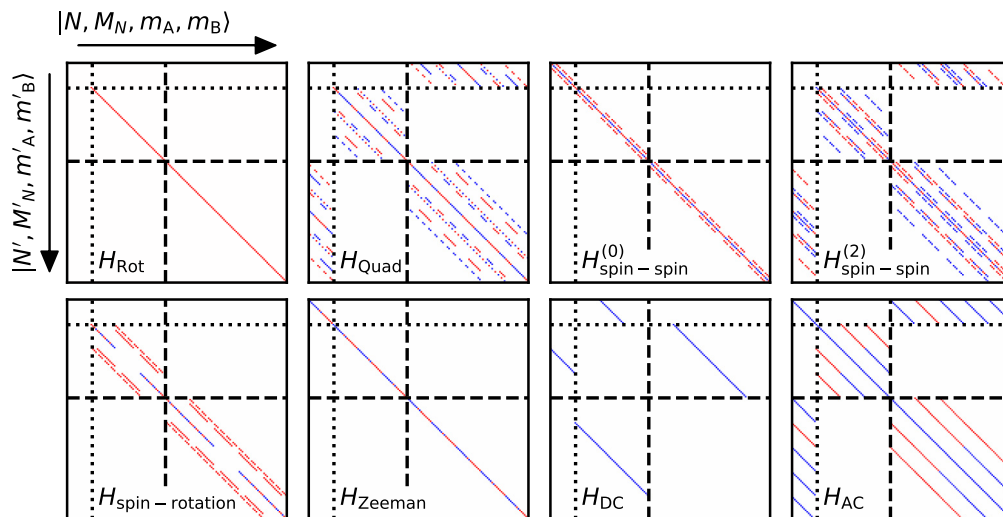 |N, M_N, m_A, m_B⟩
|N′, M′_N, m′_A, m′_B⟩
H_Rot
H_Quad
H^(0)_spin−spin
H^(2)_spin−spin
H_spin−rotation
H_Zeeman
H_DC
H_AC